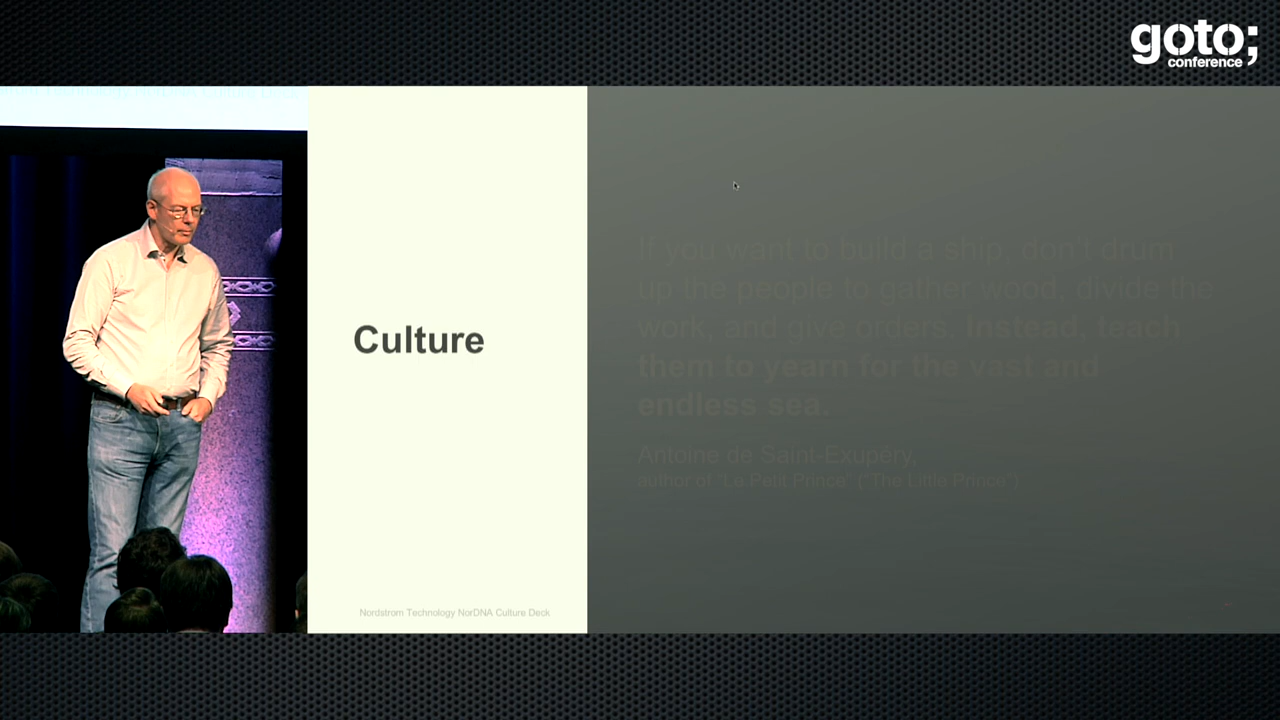 goto;
conference
Culture
If you want to build a ship, don't drum
up the people to gather wood, divide the
work, and give orders. Instead, teach
them to yearn for the vast and
endless sea.
Antoine de Saint-Exupéry,
author of "Le Petit Prince" ("The Little Prince")
Nordstrom Technology NorDNA Culture Deck